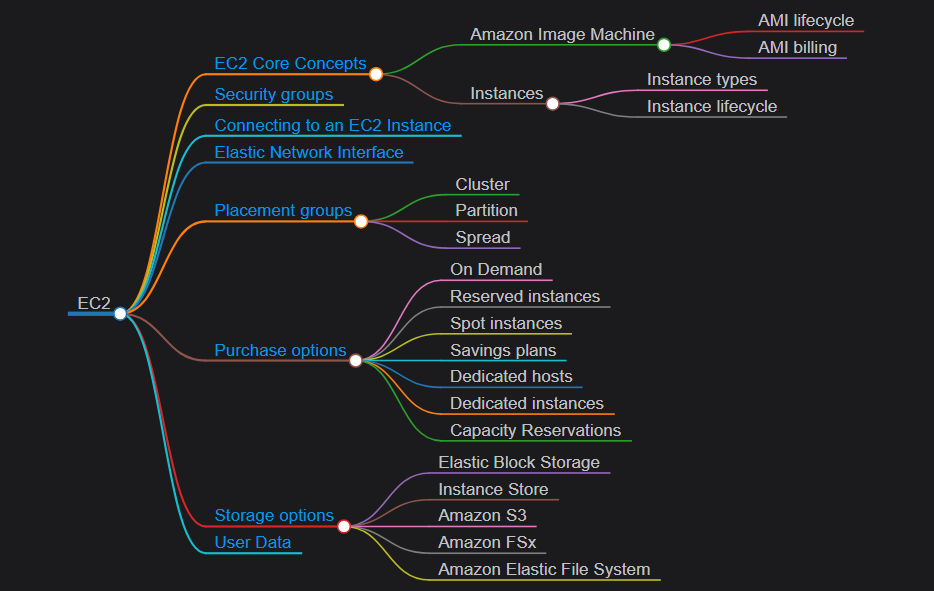 EC2
EC2 Core Concepts
Amazon Image Machine
AMI lifecycle
AMI billing
Instances
Instance types
Instance lifecycle
Security groups
Connecting to an EC2 Instance
Elastic Network Interface
Placement groups
Cluster
Partition
Spread
Purchase options
On Demand
Reserved instances
Spot instances
Savings plans
Dedicated hosts
Dedicated instances
Capacity Reservations
Storage options
Elastic Block Storage
Instance Store
Amazon S3
Amazon FSx
Amazon Elastic File System
User Data